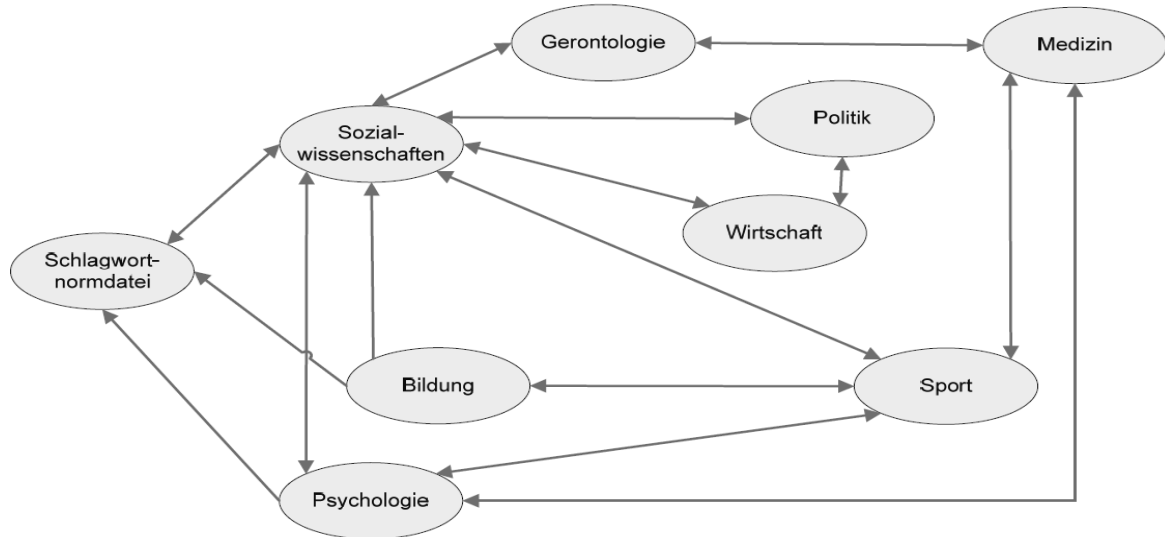 Gerontologie
Medizin
Politik
Sozial-
wissenschaften
Wirtschaft
Schlagwort-
normdatei
Bildung
Sport
Psychologie